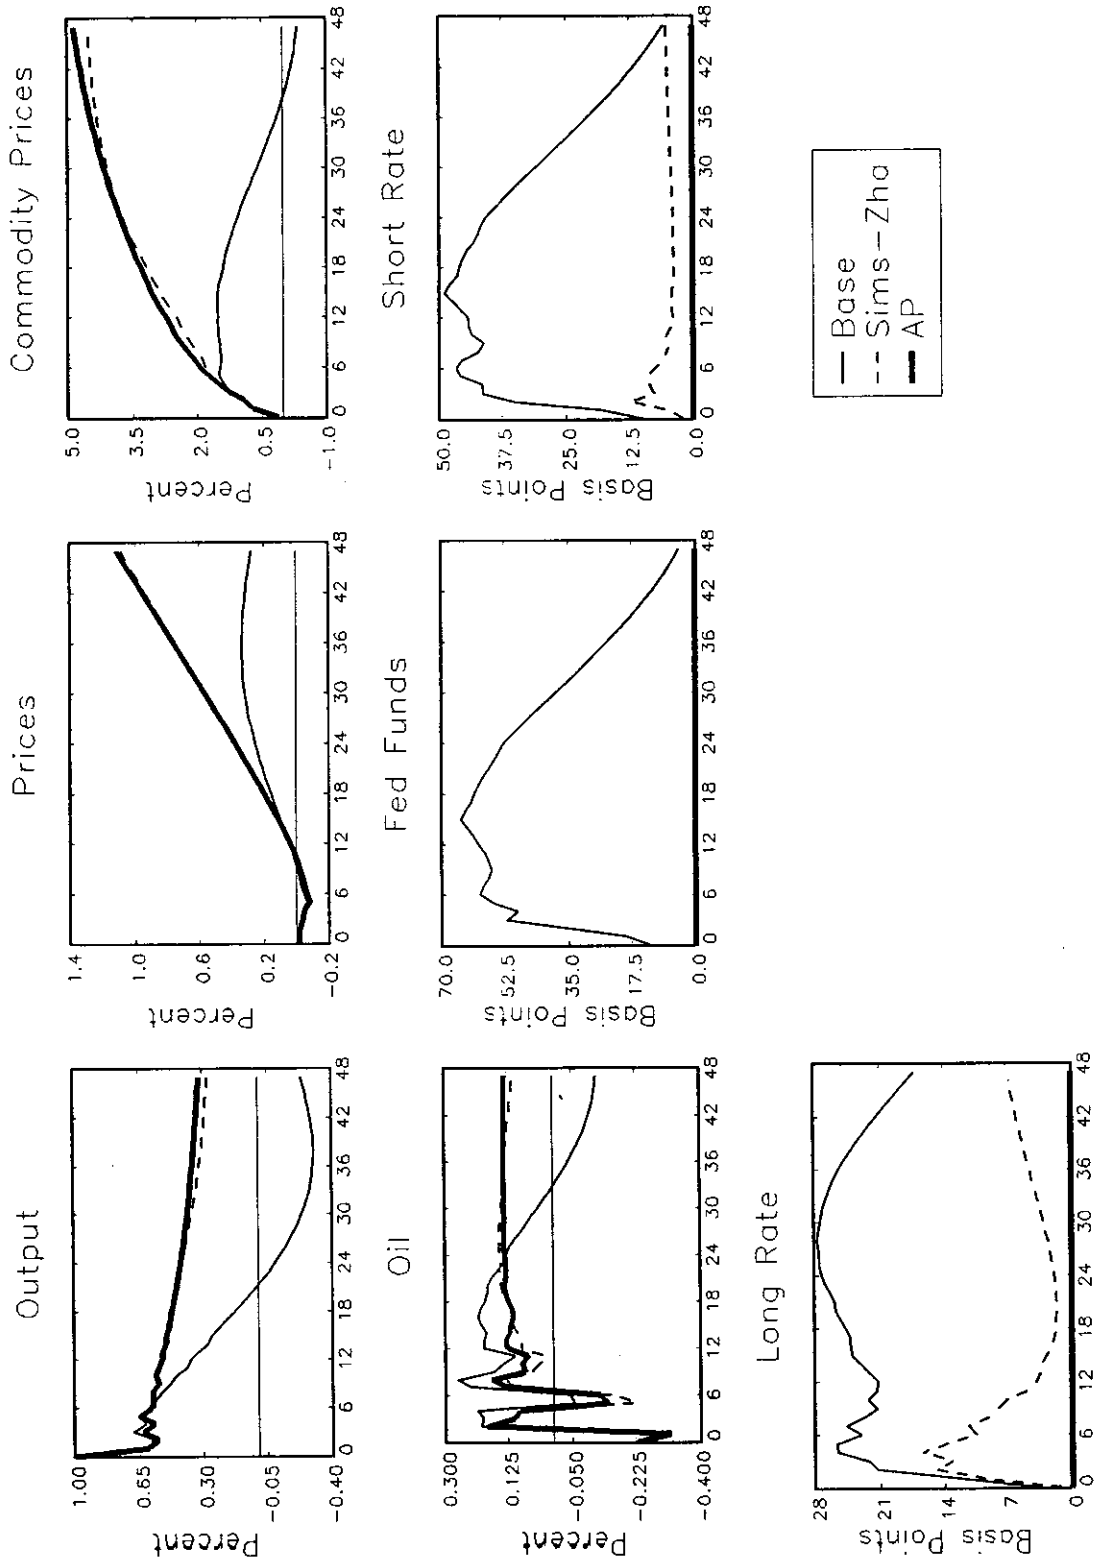 Output
Percent
1.00
0.65
0.30
-0.05
-0.40
0 6 12 18 24 30 36 42 48
Prices
Percent
1.4
1.0
0.6
0.2
-0.2
0 6 12 18 24 30 36 42 48
Commodity Prices
Percent
5.0
3.5
2.0
0.5
-1.0
0 6 12 18 24 30 36 42 48
Oil
Percent
0.300
0.125
-0.050
-0.225
-0.400
0 6 12 18 24 30 36 42 48
Fed Funds
Basis Points
70.0
52.5
35.0
17.5
0.0
0 6 12 18 24 30 36 42 48
Short Rate
Basis Points
50.0
37.5
25.0
12.5
0.0
0 6 12 18 24 30 36 42 48
Long Rate
Basis Points
28
21
14
7
0
0 6 12 18 24 30 36 42 48
Base
Sims-Zha
AP